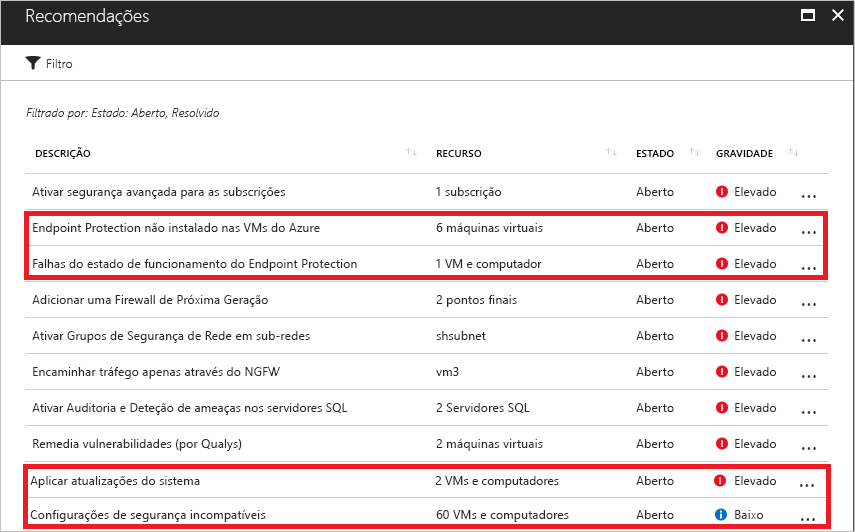 Recomendações
Filtro
Filtrado por: Estado: Aberto, Resolvido
DESCRIÇÃO RECURSO ESTADO GRAVIDADE
Ativar segurança avançada para as subscrições 1 subscrição Aberto Elevado ...
Endpoint Protection não instalado nas VMs do Azure 6 máquinas virtuais Aberto Elevado ...
Falhas do estado de funcionamento do Endpoint Protection 1 VM e computador Aberto Elevado ...
Adicionar uma Firewall de Próxima Geração 2 pontos finais Aberto Elevado ...
Ativar Grupos de Segurança de Rede em sub-redes shsubnet Aberto Elevado ...
Encaminhar tráfego apenas através do NGFW vm3 Aberto Elevado ...
Ativar Auditoria e Deteção de ameaças nos servidores SQL 2 Servidores SQL Aberto Elevado ...
Remedia vulnerabilidades (por Qualys) 2 máquinas virtuais Aberto Elevado ...
Aplicar atualizações do sistema 2 VMs e computadores Aberto Elevado ...
Configurações de segurança incompatíveis 60 VMs e computadores Aberto Baixo ...